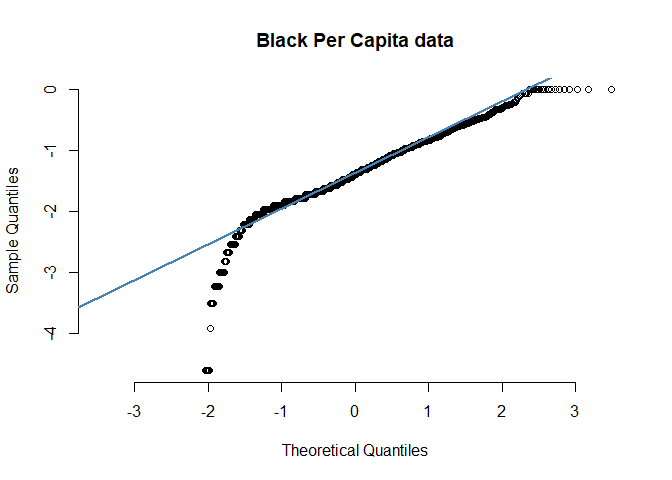 Black Per Capita data
Sample Quantiles
0
-1
-2
-3
-4
-3 -2 -1 0 1 2 3
Theoretical Quantiles